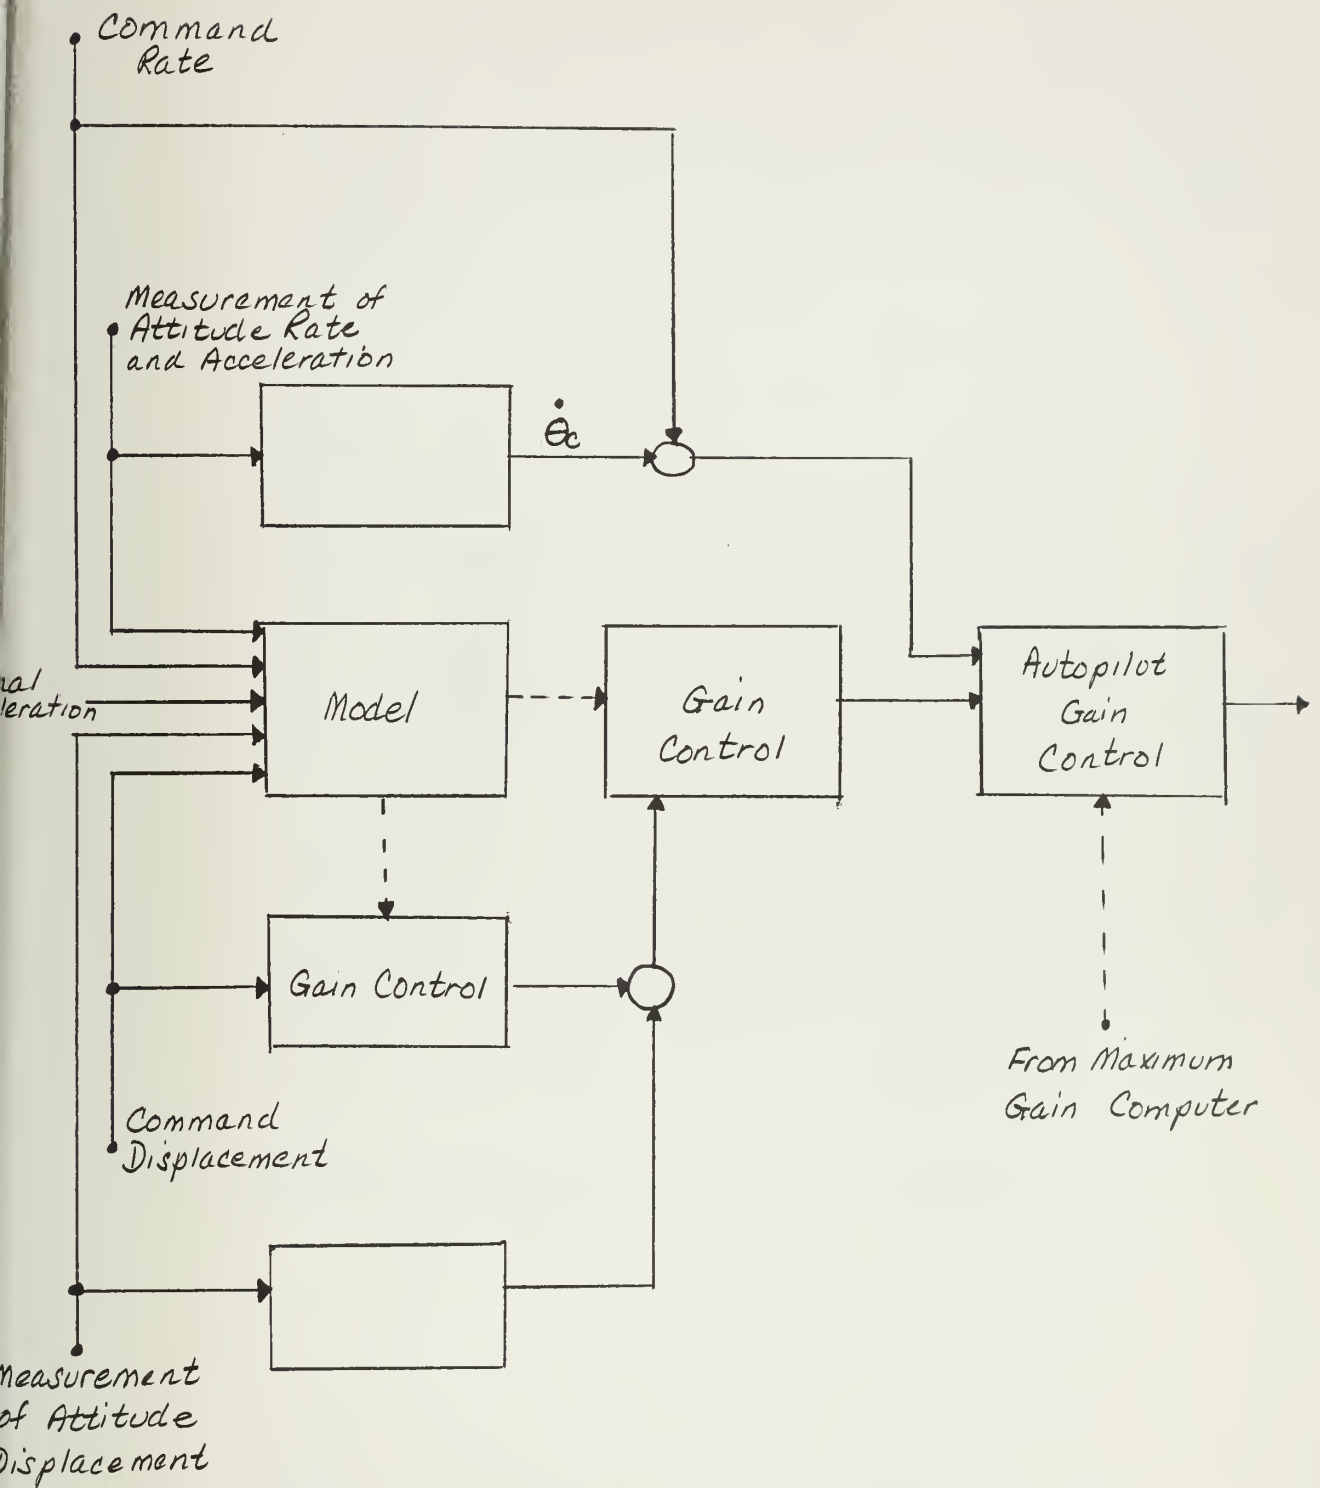 Command
Rate
Measurement of
Attitude Rate
and Acceleration
θ̇c
Model
Gain
Control
Autopilot
Gain
Control
Gain Control
From Maximum
Gain Computer
Command
Displacement
Measurement
of Attitude
Displacement